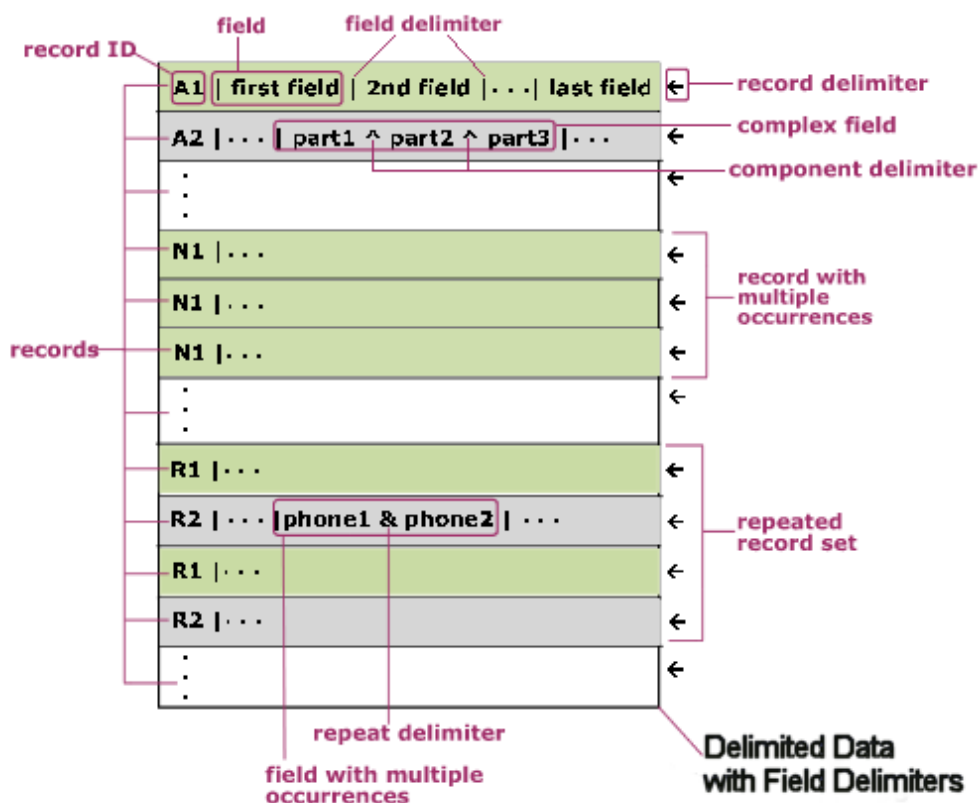 field
field delimiter
record ID
A1 | first field | 2nd field |...| last field ←
record delimiter
A2 |... | part1 ^ part2 ^ part3 |... ←
complex field
component delimiter
. ←
.
.
N1 |... ←
N1 |... ←
record with
multiple
occurrences
records
N1 |... ←
. ←
.
.
R1 |... ←
R2 |... |phone1 & phone2 | ... ←
repeated
record set
R1 |... ←
R2 |... ←
. ←
.
.
repeat delimiter
field with multiple
occurrences
Delimited Data
with Field Delimiters